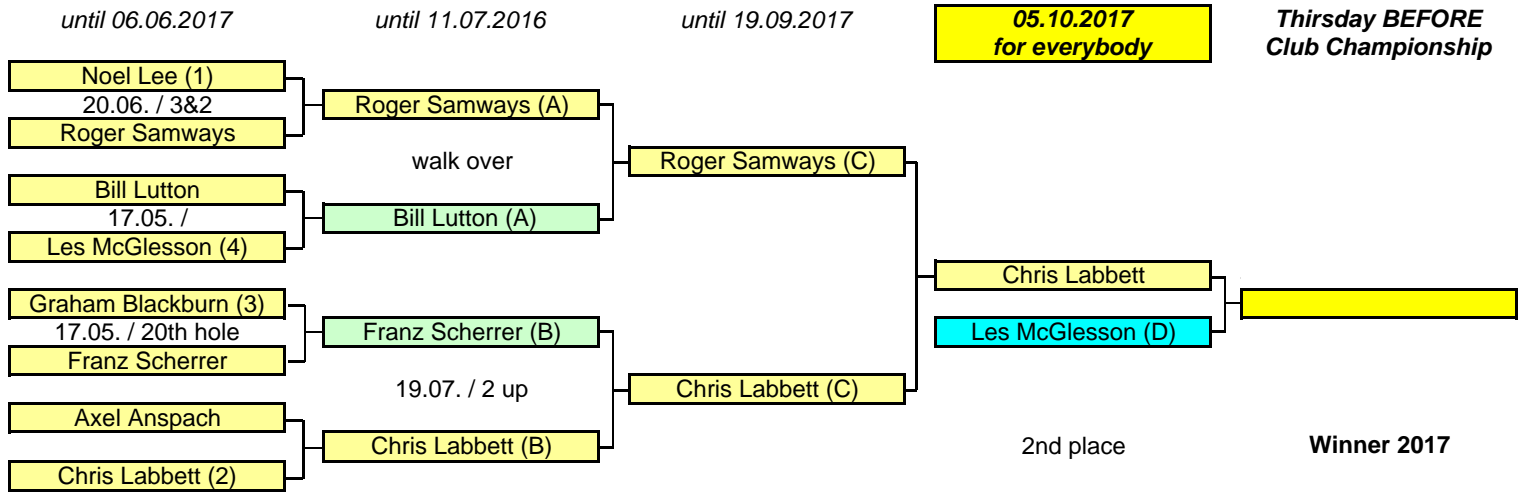 until 06.06.2017
until 11.07.2016
until 19.09.2017
05.10.2017
for everybody
Thirsday BEFORE
Club Championship
Noel Lee (1)
20.06. / 3&2
Roger Samways
Roger Samways (A)
walk over
Roger Samways (C)
Bill Lutton
17.05. /
Les McGlesson (4)
Bill Lutton (A)
Chris Labbett
Les McGlesson (D)
Graham Blackburn (3)
17.05. / 20th hole
Franz Scherrer
Franz Scherrer (B)
19.07. / 2 up
Chris Labbett (C)
Axel Anspach
Chris Labbett (2)
Chris Labbett (B)
2nd place
Winner 2017